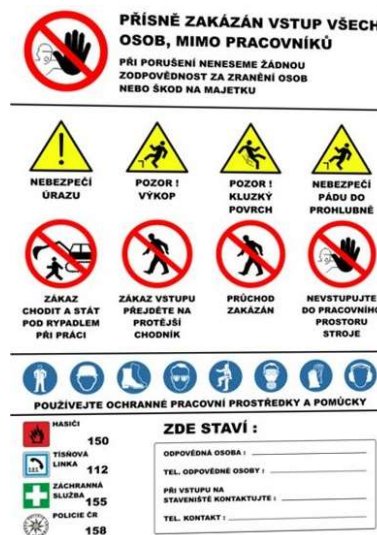 PŘÍSNĚ ZAKÁZÁN VSTUP VŠECH
OSOB, MIMO PRACOVNÍKŮ
PŘI PORUŠENÍ NENESEME ŽÁDNOU
ZODPOVĚDNOST ZA ZRANĚNÍ OSOB
NEBO ŠKOD NA MAJETKU
NEBEZPEČÍ
ÚRAZU
POZOR !
VÝKOP
POZOR !
KLUZKÝ
POVRCH
NEBEZPEČÍ
PÁDU DO
PROHLUBNĚ
ZÁKAZ
CHODIT A STÁT
POD RYPADLEM
PŘI PRÁCI
ZÁKAZ VSTUPU
PŘEJDĚTE NA
PROTĚJŠÍ
CHODNÍK
PRŮCHOD
ZAKÁZÁN
NEVSTUPUJTE
DO PRACOVNÍHO
PROSTORU
STROJE
POUŽÍVEJTE OCHRANNÉ PRACOVNÍ PROSTŘEDKY A POMŮCKY
HASIČI
150
TÍSŇOVÁ
LINKA 112
ZÁCHRANNÁ
SLUŽBA 155
POLICIE ČR
158
ZDE STAVÍ :
ODPOVĚDNÁ OSOBA :
TEL. ODPOVĚDNÉ OSOBY :
PŘI VSTUPU NA
STAVENIŠTĚ KONTAKTUJTE :
TEL. KONTAKT :